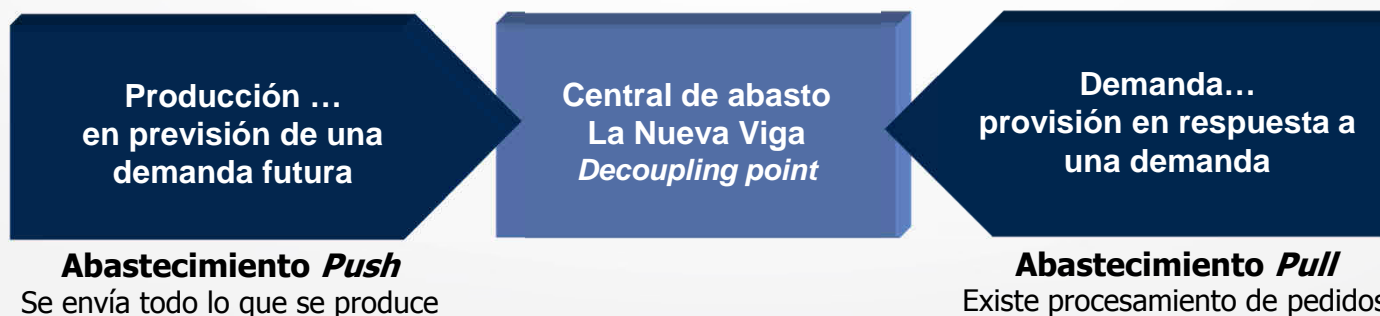 Producción …
en previsión de una
demanda futura
Abastecimiento Push
Se envía todo lo que se produce
Central de abasto
La Nueva Viga
Decoupling point
Demanda…
provisión en respuesta a
una demanda
Abastecimiento Pull
Existe procesamiento de pedidos